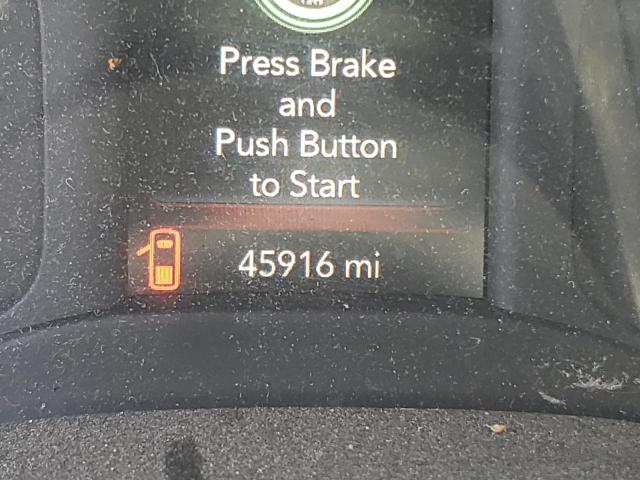 Press Brake
and
Push Button
to Start
45916 mi